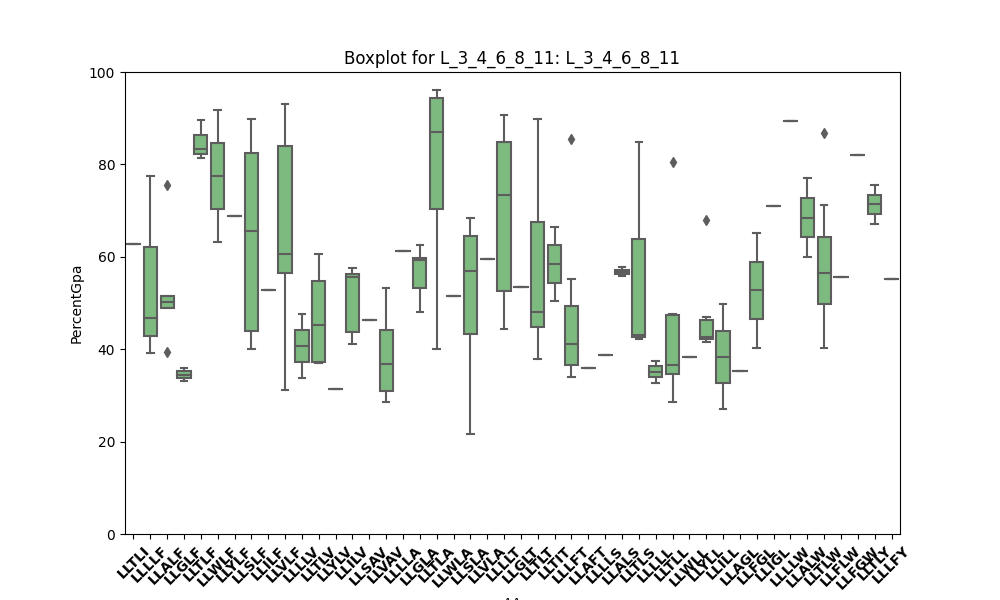 Boxplot for L_3_4_6_8_11: L_3_4_6_8_11
100
80
60
40
20
0
PercentGpa
LLTLI LLLLF LLALF LLGLF LLTLF LLWLF LLYLF LLSLF LLILF LLVLF LLLLV LLTLV LLYLV LLILV LLSAV LLVAV LLLLA LLGLA LLTLA LLWLA LLSLA LLVLA LLLLT LLGLT LLTLT LLTIT LLLFT LLAFT LLLLS LLALS LLTLS LLLLL LLTLL LLWLL LLYLL LLILL LLAGL LLFGL LLIGL LLLLW LLALW LLTLW LLFLW LLFGW LLTLY LLLFY